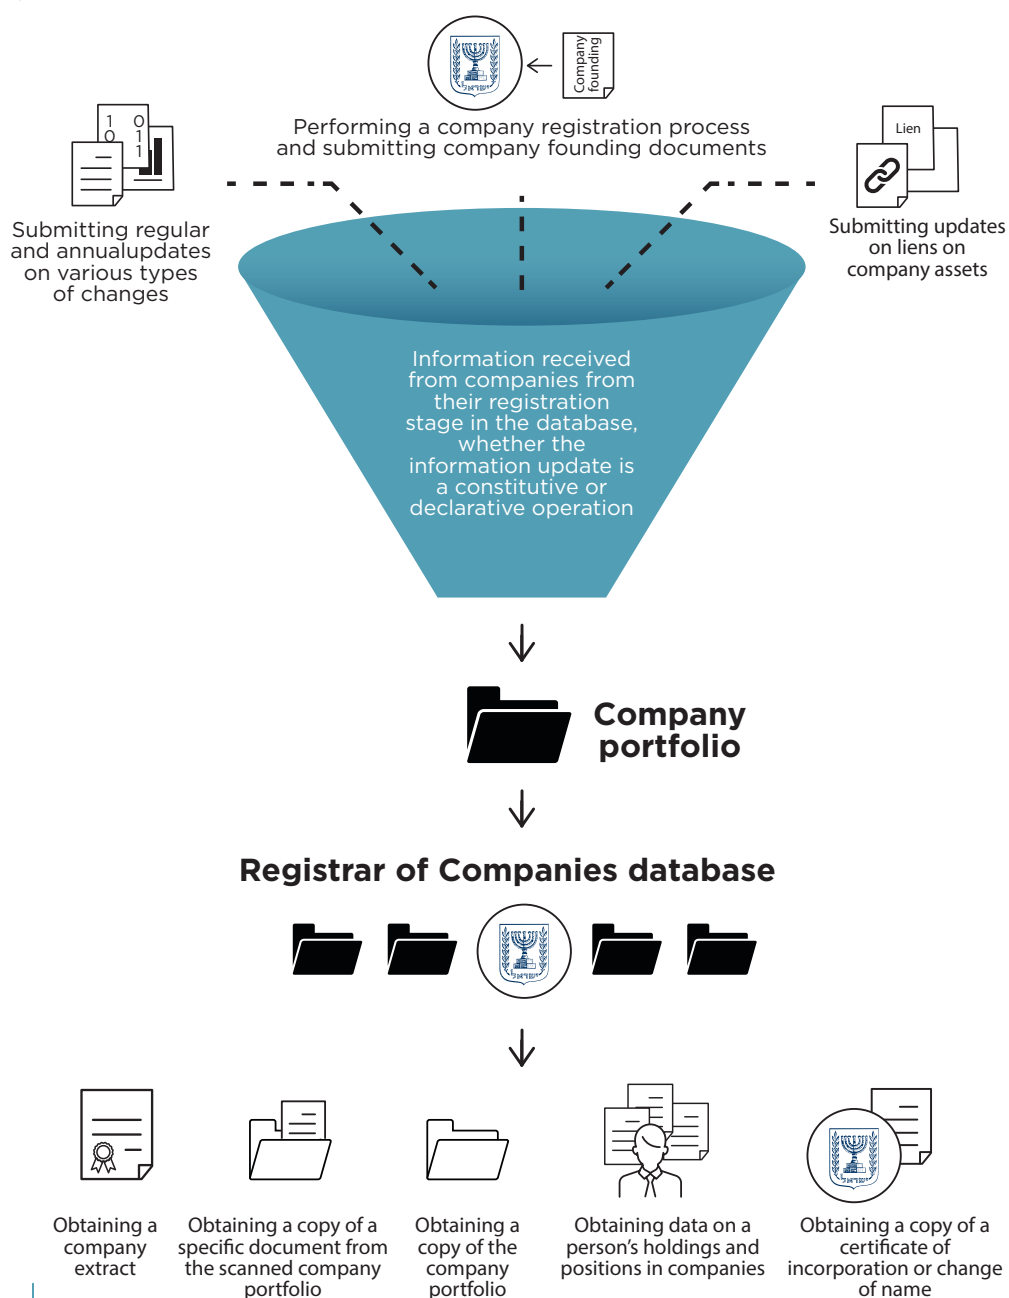 Company
founding
ישראל
Performing a company registration process
and submitting company founding documents
1 0
0 1
1
Submitting regular
and annualupdates
on various types
of changes
Lien
Submitting updates
on liens on
company assets
Information received
from companies from
their registration
stage in the database,
whether the
information update is
a constitutive or
declarative operation
Company
portfolio
Registrar of Companies database
ישראל
Obtaining a
company
extract
Obtaining a copy of a
specific document from
the scanned company
portfolio
Obtaining a
copy of the
company
portfolio
Obtaining data on a
person’s holdings and
positions in companies
ישראל
Obtaining a copy of a
certificate of
incorporation or change
of name